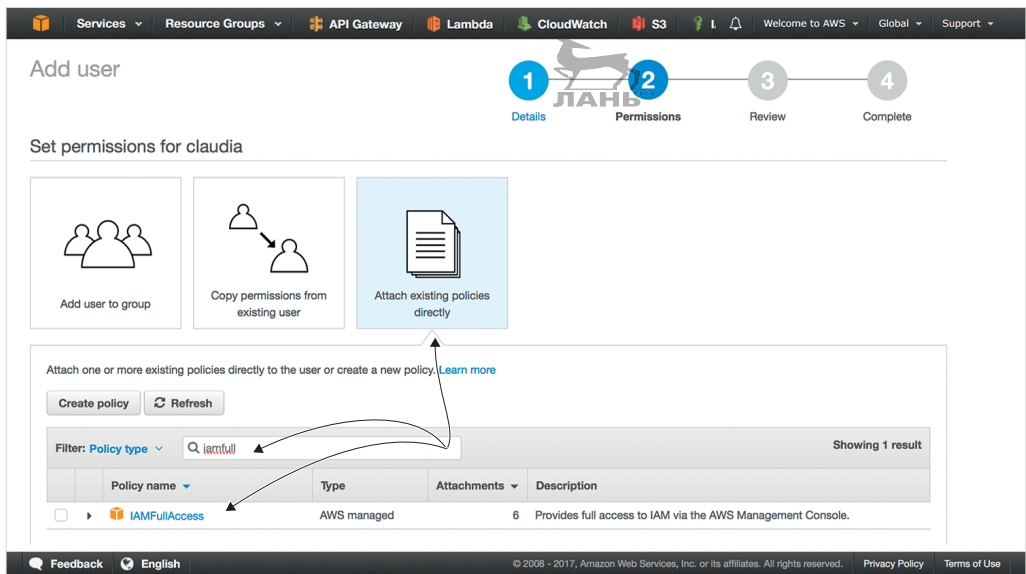 Services Resource Groups API Gateway Lambda CloudWatch S3 I. Welcome to AWS Global Support
Add user
1 2 3 4
ЛАНЬ®
Details Permissions Review Complete
Set permissions for claudia
Add user to group
Copy permissions from
existing user
Attach existing policies
directly
Attach one or more existing policies directly to the user or create a new policy. Learn more
Create policy Refresh
Filter: Policy type iamfull Showing 1 result
Policy name Type Attachments Description
IAMFullAccess AWS managed 6 Provides full access to IAM via the AWS Management Console.
Feedback English © 2008 - 2017, Amazon Web Services, Inc. or its affiliates. All rights reserved. Privacy Policy Terms of Use